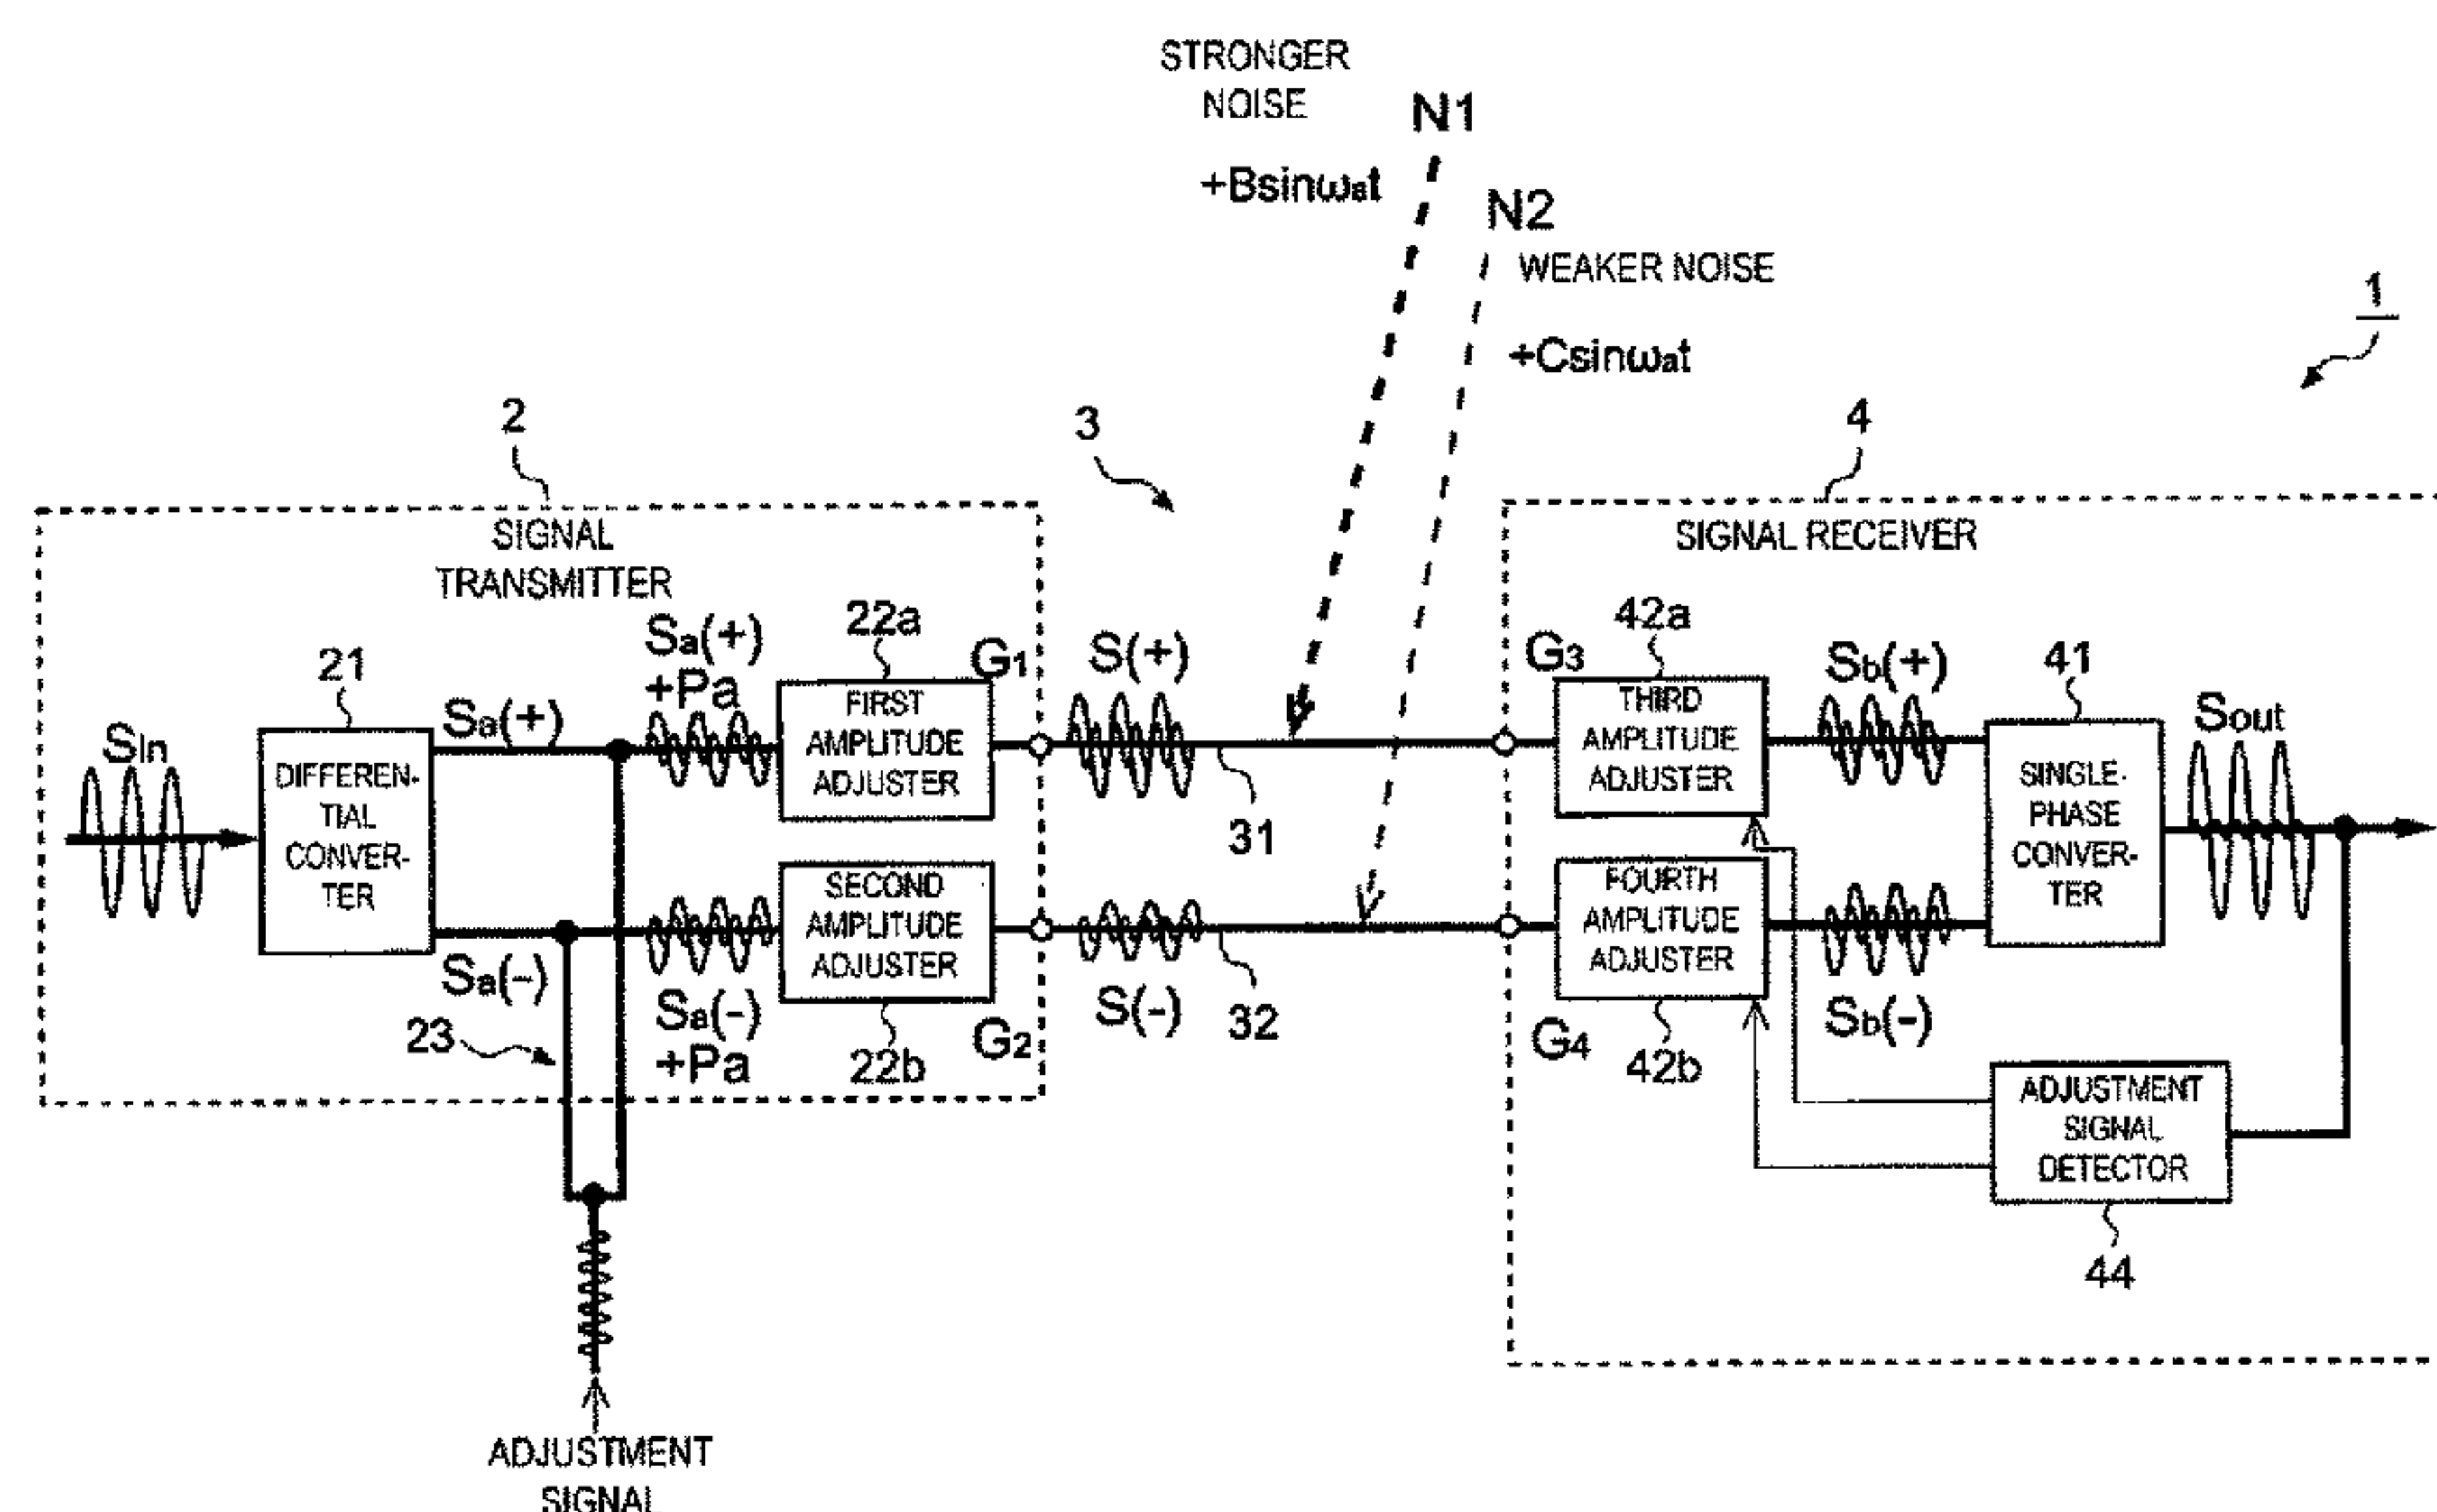 STRONGER
NOISE
N1
+Bsinωat
N2
WEAKER NOISE
+Csinωat
1
2
3
4
SIGNAL
TRANSMITTER
SIGNAL RECEIVER
Sin
21
DIFFEREN-
TIAL
CONVER-
TER
Sa(+)
Sa(-)
23
Sa(+)
+Pa
22a
G1
FIRST
AMPLITUDE
ADJUSTER
SECOND
AMPLITUDE
ADJUSTER
Sa(-)
+Pa
22b
G2
S(+)
31
S(-)
32
G3
42a
THIRD
AMPLITUDE
ADJUSTER
FOURTH
AMPLITUDE
ADJUSTER
G4
42b
Sb(+)
Sb(-)
41
SINGLE-
PHASE
CONVER-
TER
Sout
ADJUSTMENT
SIGNAL
DETECTOR
44
ADJUSTMENT
SIGNAL